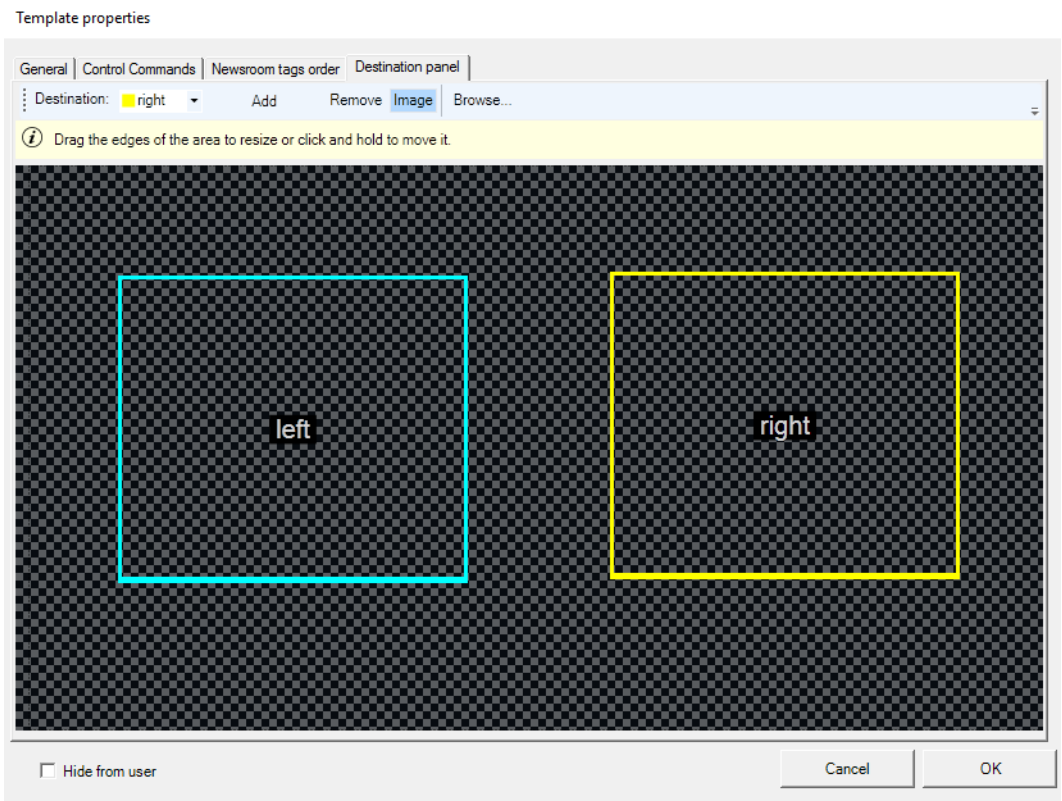 Template properties
General Control Commands Newsroom tags order Destination panel
Destination: right Add Remove Image Browse...
Drag the edges of the area to resize or click and hold to move it.
left
right
Hide from user
Cancel
OK